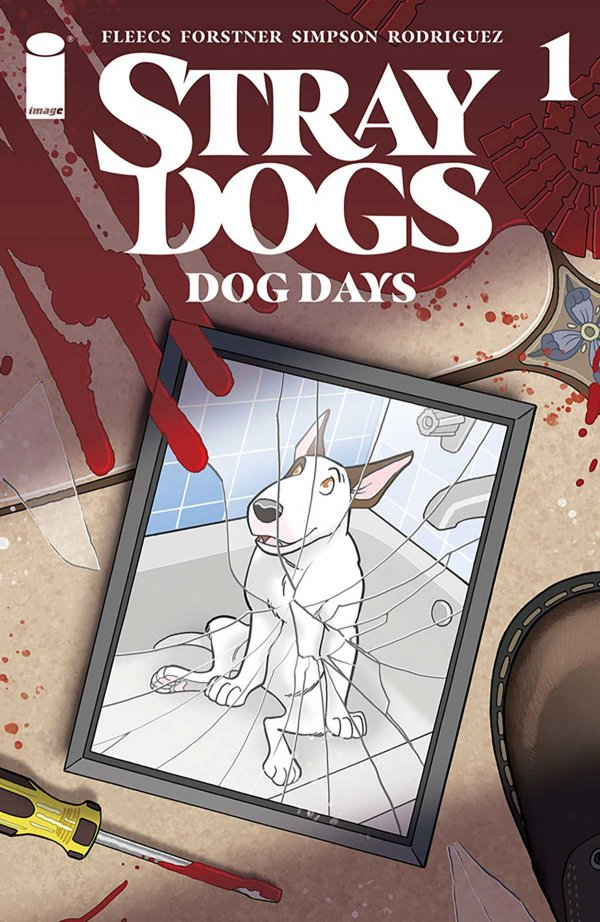 FLEECS FORSTNER SIMPSON RODRIGUEZ
image
STRAY
DOGS
1
DOG DAYS